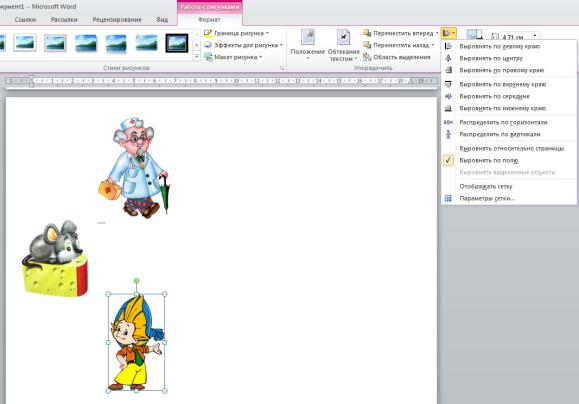 кумент1 - Microsoft Word
Работа с рисунками
Ссылки Рассылки Рецензирование Вид Формат
Граница рисунка
Эффекты для рисунка
Макет рисунка
Стили рисунков
Положение Обтекание текстом
Переместить вперед
Переместить назад
Область выделения
Упорядочить
4,71 см
Выровнять по левому краю
Выровнять по центру
Выровнять по правому краю
Выровнять по верхнему краю
Выровнять по середине
Выровнять по нижнему краю
Распределить по горизонтали
Распределить по вертикали
Выровнять относительно страницы
Выровнять по полю
Выровнять выделенные объекты
Отображать сетку
Параметры сетки...